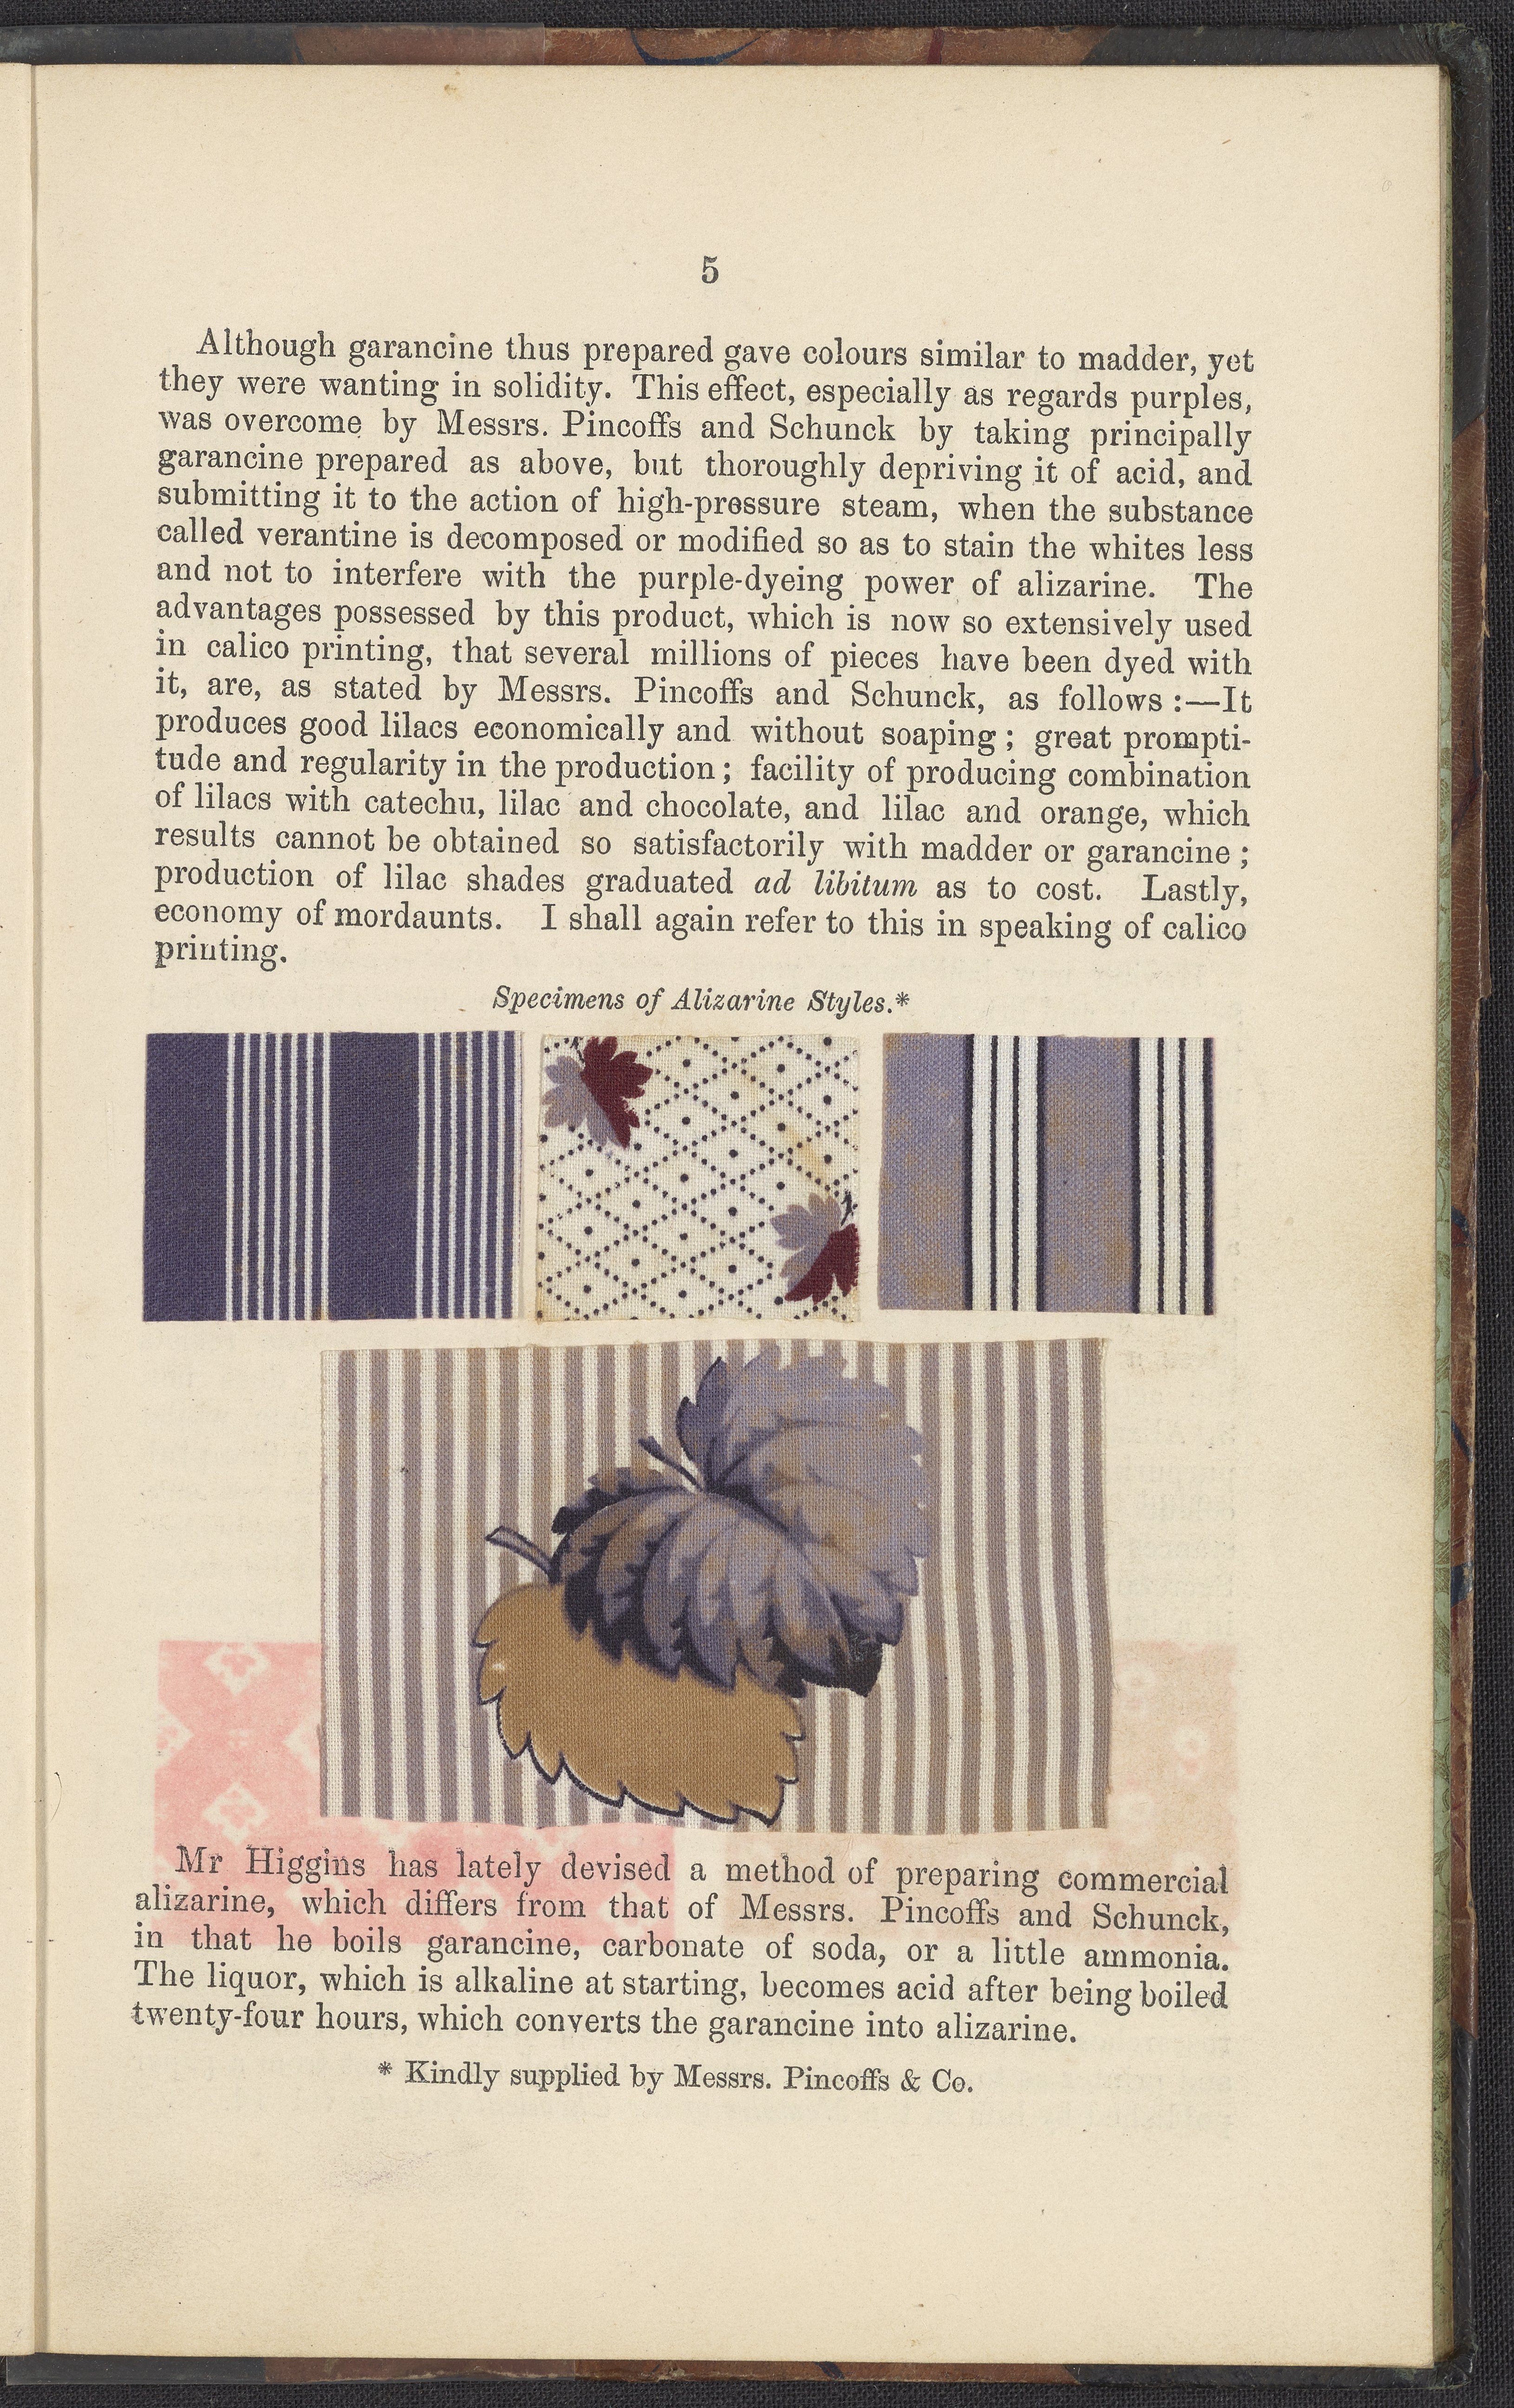 5
Although garancine thus prepared gave colours similar to madder, yet
they were wanting in solidity. This effect, especially as regards purples,
was overcome by Messrs. Pincoffs and Schunck by taking principally
garancine prepared as above, but thoroughly depriving it of acid, and
submitting it to the action of high-pressure steam, when the substance
called verantine is decomposed or modified so as to stain the whites less
and not to interfere with the purple-dyeing power of alizarine. The
advantages possessed by this product, which is now so extensively used
in calico printing, that several millions of pieces have been dyed with
it, are, as stated by Messrs. Pincoffs and Schunck, as follows :—It
produces good lilacs economically and without soaping ; great prompti-
tude and regularity in the production ; facility of producing combination
of lilacs with catechu, lilac and chocolate, and lilac and orange, which
results cannot be obtained so satisfactorily with madder or garancine ;
production of lilac shades graduated ad libitum as to cost. Lastly,
economy of mordaunts. I shall again refer to this in speaking of calico
printing.
Specimens of Alizarine Styles.*
Mr Higgins has lately devised a method of preparing commercial
alizarine, which differs from that of Messrs. Pincoffs and Schunck,
in that he boils garancine, carbonate of soda, or a little ammonia.
The liquor, which is alkaline at starting, becomes acid after being boiled
twenty-four hours, which converts the garancine into alizarine.
* Kindly supplied by Messrs. Pincoffs & Co.